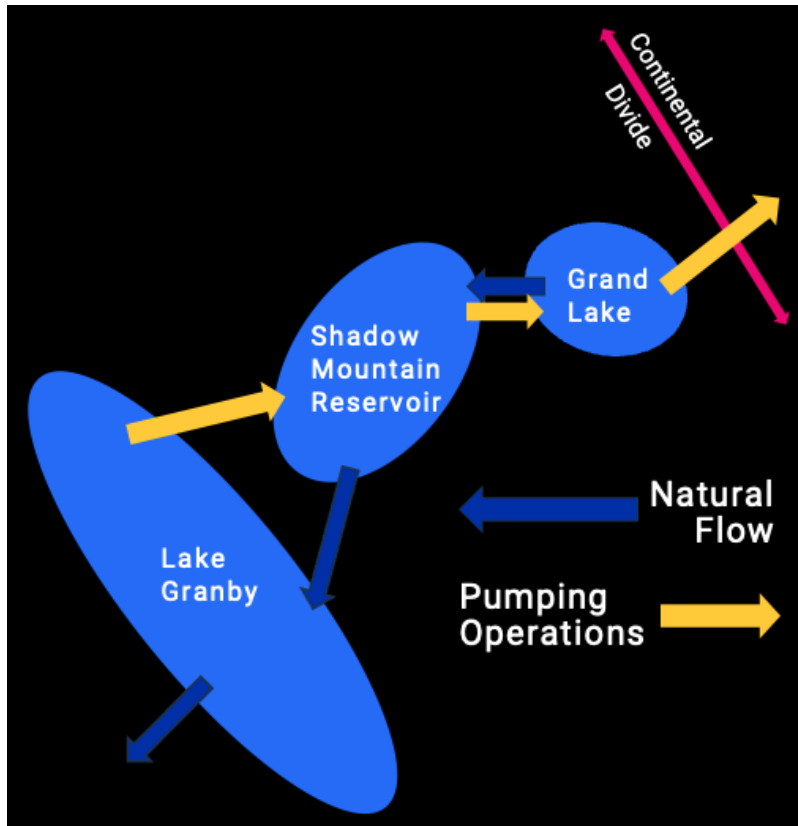 Continental
Divide
Grand
Lake
Shadow
Mountain
Reservoir
Lake
Granby
Natural
Flow
Pumping
Operations